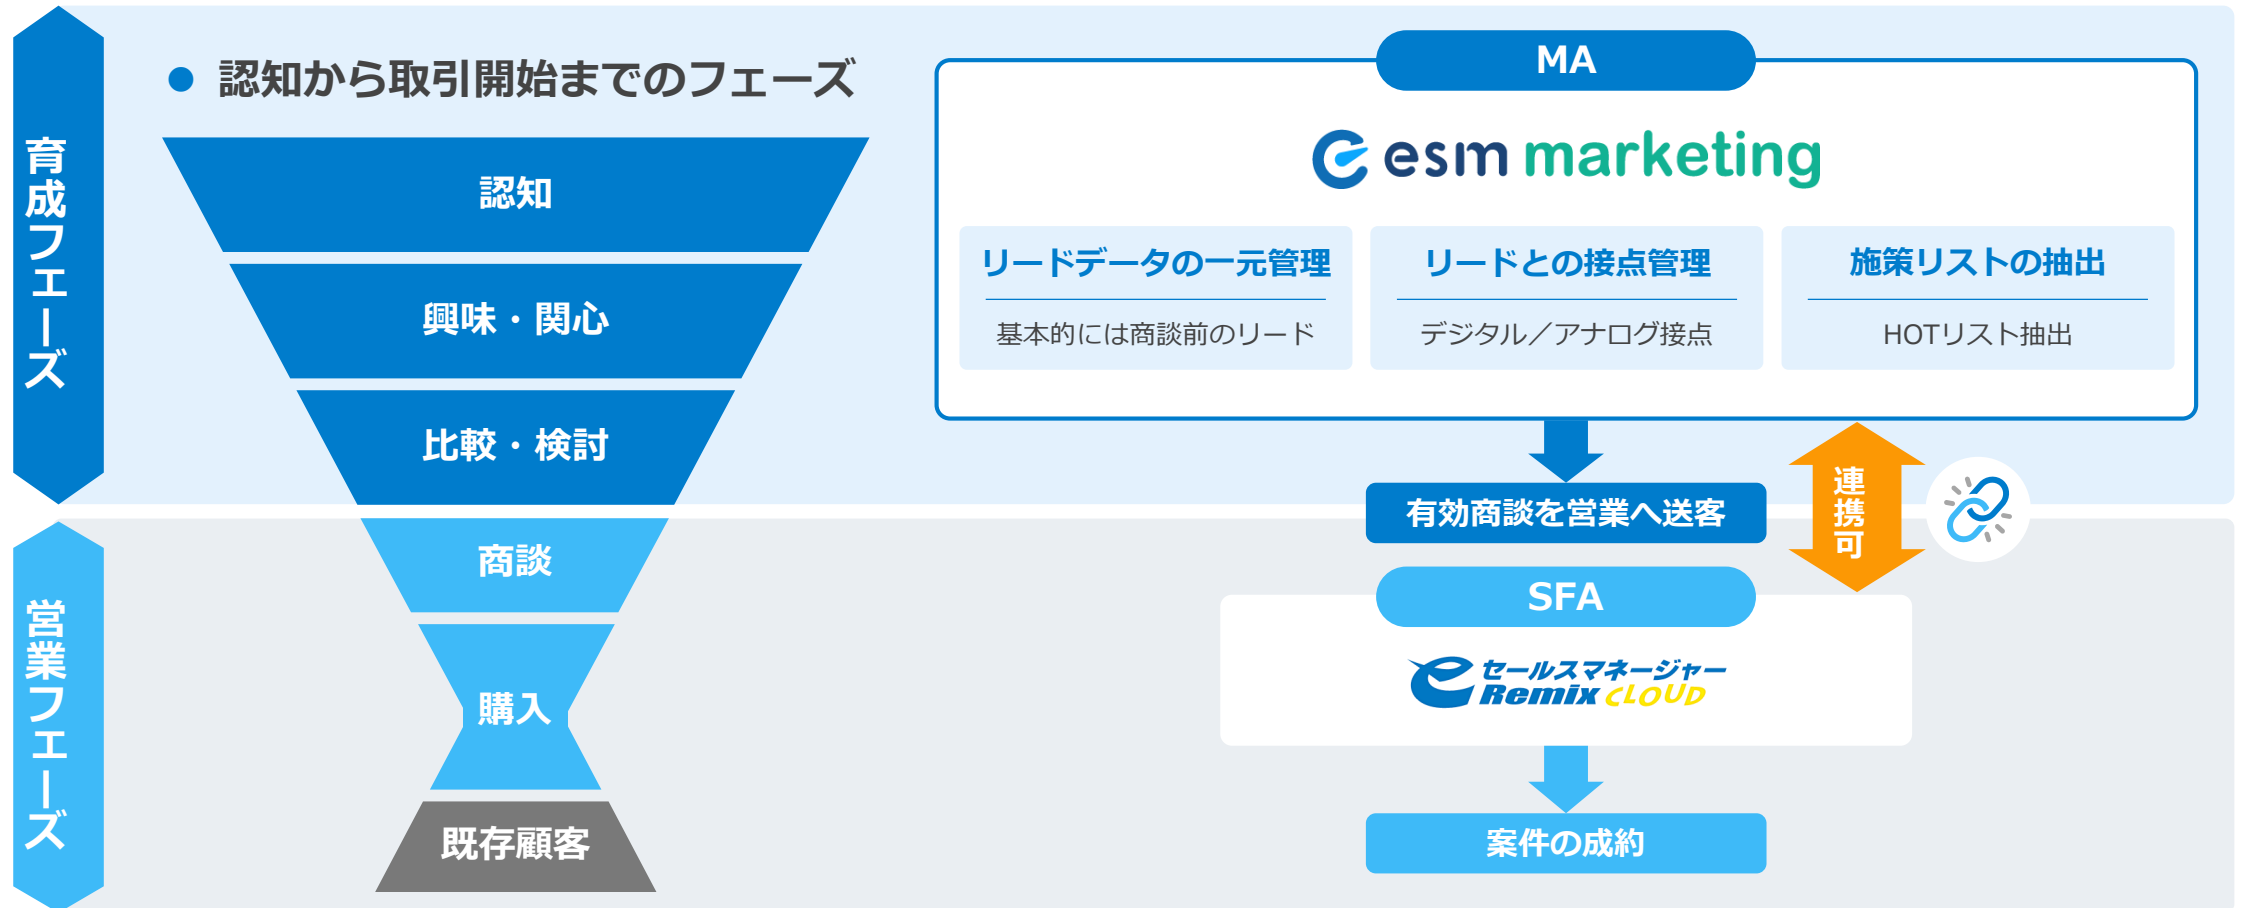 育成フェーズ
認知から取引開始までのフェーズ
認知
興味・関心
比較・検討
MA
esm marketing
リードデータの一元管理
基本的には商談前のリード
リードとの接点管理
デジタル／アナログ接点
施策リストの抽出
HOTリスト抽出
有効商談を営業へ送客
連携可
営業フェーズ
商談
購入
既存顧客
SFA
eセールスマネージャー
Remix CLOUD
案件の成約